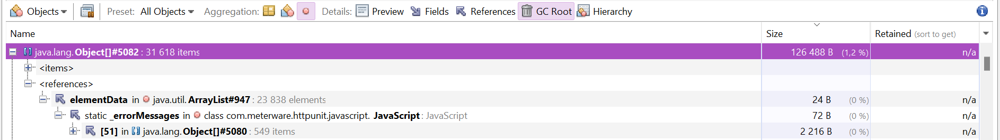 Objects Preset: All Objects Aggregation: Details: Preview Fields References GC Root Hierarchy
Name Size Retained (sort to get)
java.lang.Object[]#5082 : 31 618 items 126 488 B (1,2 %) n/a
<items>
<references>
elementData in java.util.ArrayList#947 : 23 838 elements 24 B (0 %) n/a
static _errorMessages in class com.meterware.httpunit.javascript. JavaScript : JavaScript 72 B (0 %) n/a
[51] in java.lang.Object[]#5080 : 549 items 2 216 B (0 %) n/a